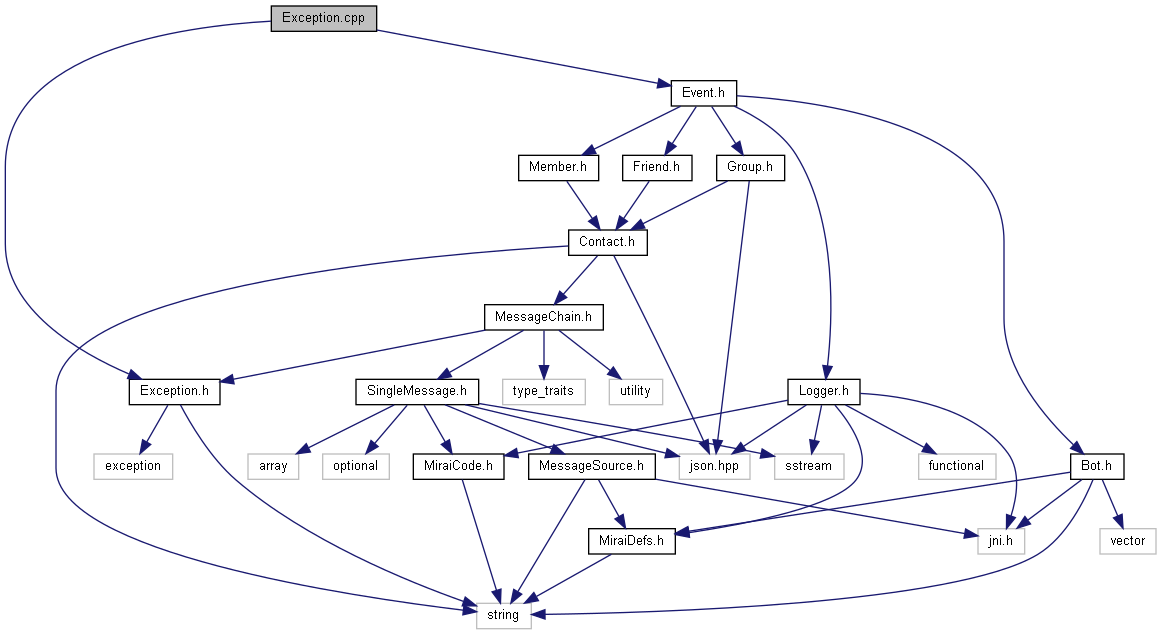 Exception.cpp
Event.h
Member.h
Friend.h
Group.h
Contact.h
MessageChain.h
Exception.h
SingleMessage.h
type_traits
utility
Logger.h
exception
array
optional
MiraiCode.h
MessageSource.h
json.hpp
sstream
functional
Bot.h
MiraiDefs.h
jni.h
vector
string